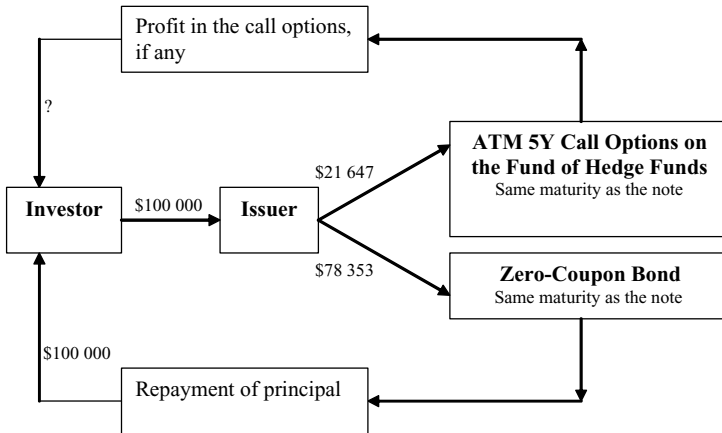 Profit in the call options,
if any
?
ATM 5Y Call Options on
the Fund of Hedge Funds
Same maturity as the note
$21 647
Investor
$100 000
Issuer
$78 353
Zero-Coupon Bond
Same maturity as the note
$100 000
Repayment of principal